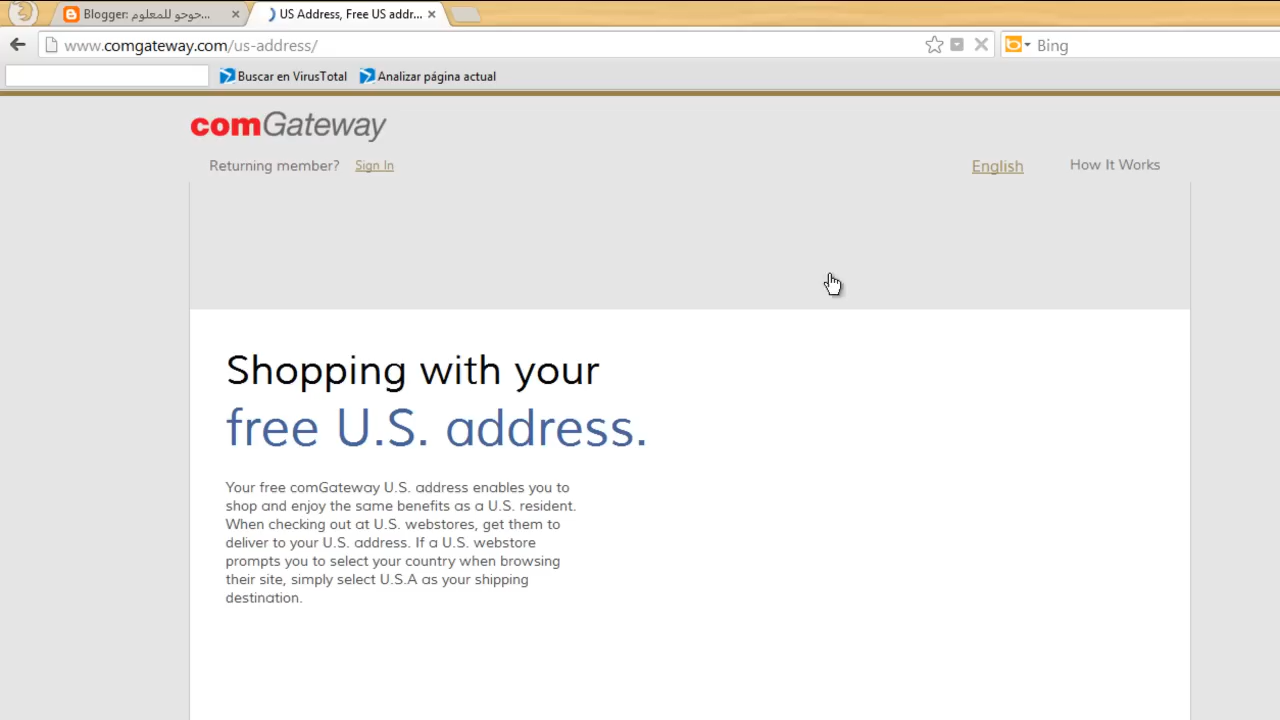 Blogger: حوحو للمعلوم...
US Address, Free US addr...
www.comgateway.com/us-address/
Bing
Buscar en VirusTotal
Analizar página actual
comGateway
Returning member? Sign In
English
How It Works
Shopping with your
free U.S. address.
Your free comGateway U.S. address enables you to
shop and enjoy the same benefits as a U.S. resident.
When checking out at U.S. webstores, get them to
deliver to your U.S. address. If a U.S. webstore
prompts you to select your country when browsing
their site, simply select U.S.A as your shipping
destination.